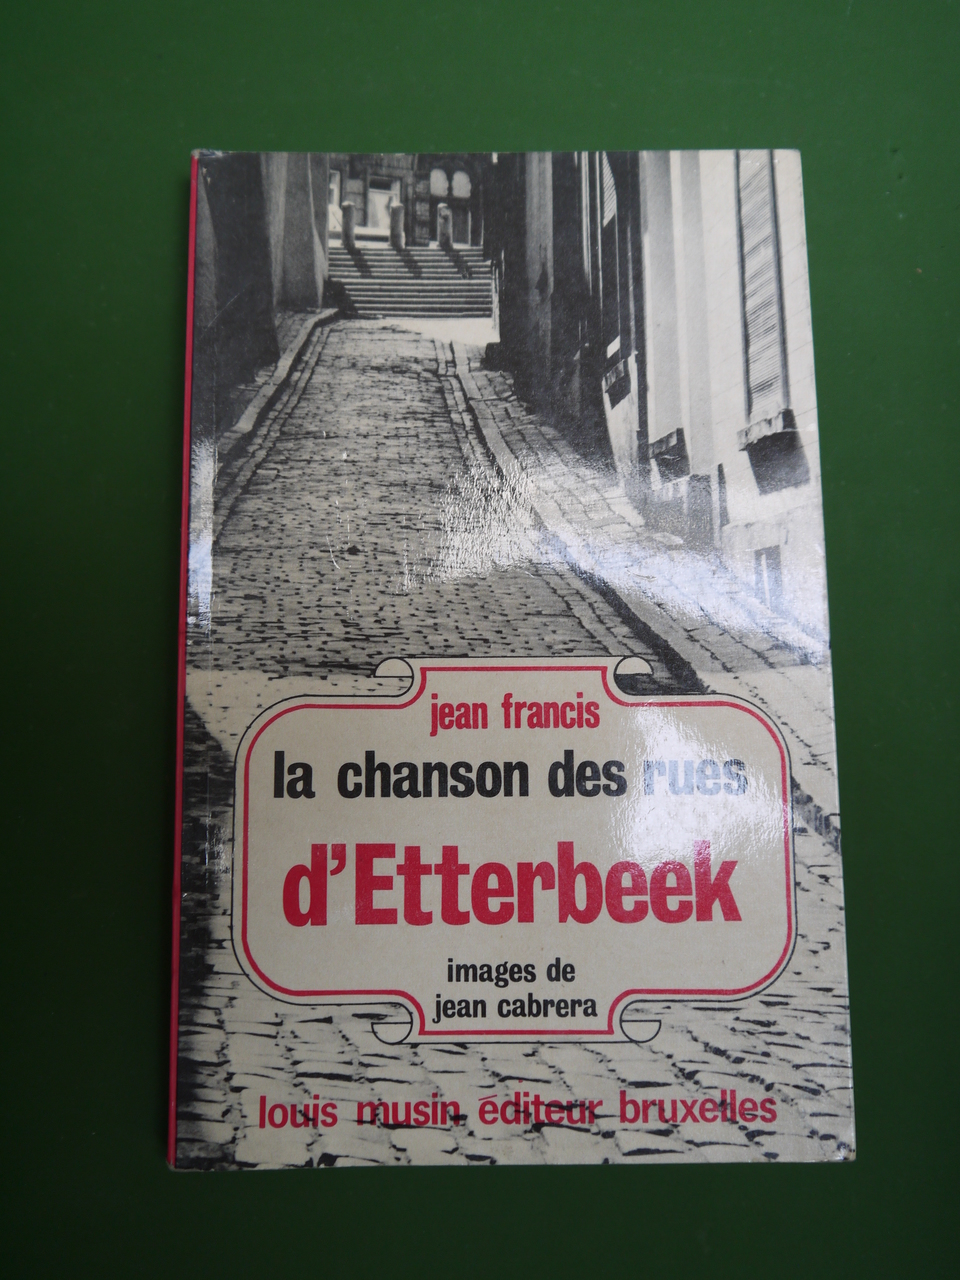 jean francis
la chanson des rues
d'Etterbeek
images de
jean cabrera
louis musin éditeur bruxelles